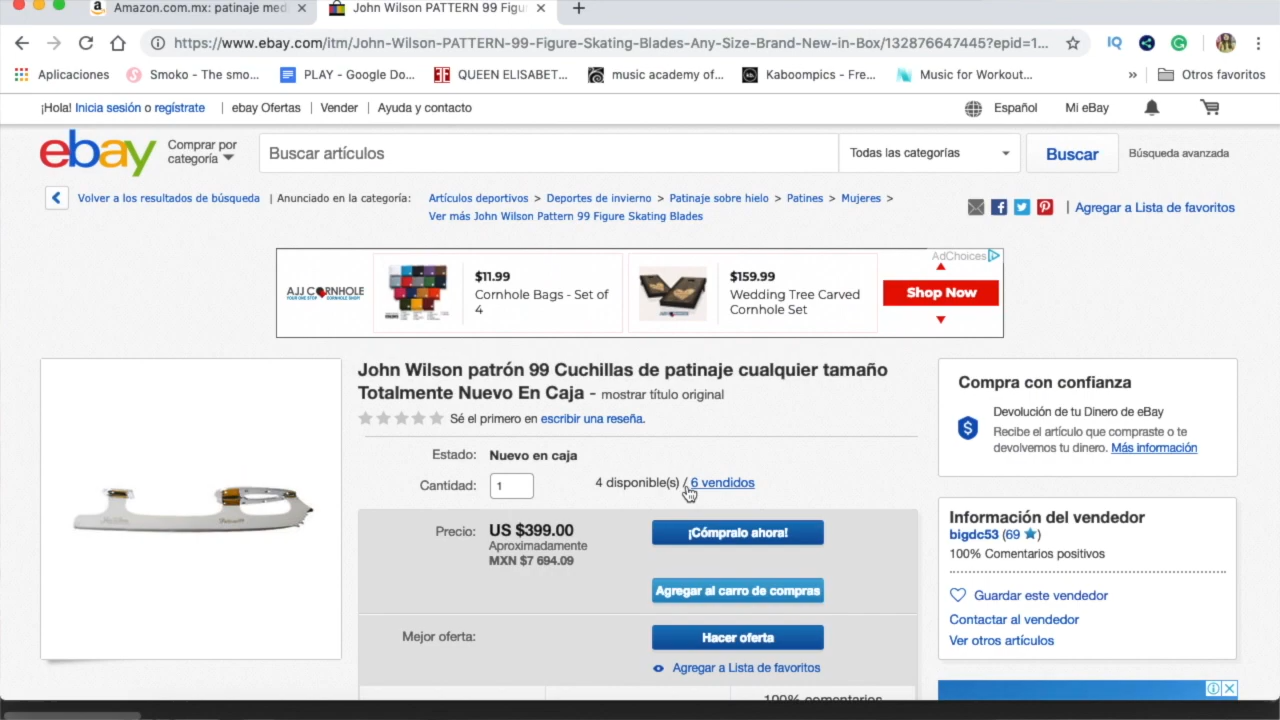 Amazon.com.mx: patinaje med
John Wilson PATTERN 99 Figu
https://www.ebay.com/itm/John-Wilson-PATTERN-99-Figure-Skating-Blades-Any-Size-Brand-New-in-Box/132876647445?epid=1...
IQ
Aplicaciones
Smoko - The smo...
PLAY - Google Do...
QUEEN ELISABET...
music academy of...
Kaboompics - Fre...
Music for Workout...
»
Otros favoritos
¡Hola! Inicia sesión o regístrate | ebay Ofertas | Vender | Ayuda y contacto
Español
Mi eBay
ebay
Comprar por
categoría
Buscar artículos
Todas las categorías
Buscar
Búsqueda avanzada
Volver a los resultados de búsqueda | Anunciado en la categoría:
Artículos deportivos > Deportes de invierno > Patinaje sobre hielo > Patines > Mujeres >
Ver más John Wilson Pattern 99 Figure Skating Blades
| Agregar a Lista de favoritos
AdChoices
AJJ CORNHOLE
YOUR ONE STOP CORNHOLE SHOP!
$11.99
Cornhole Bags - Set of
4
$159.99
Wedding Tree Carved
Cornhole Set
Shop Now
John Wilson patrón 99 Cuchillas de patinaje cualquier tamaño
Totalmente Nuevo En Caja - mostrar título original
Sé el primero en escribir una reseña.
Estado: Nuevo en caja
Cantidad: 1
4 disponible(s) / 6 vendidos
Precio: US $399.00
Aproximadamente
MXN $7 694.09
¡Cómpralo ahora!
Agregar al carro de compras
Mejor oferta:
Hacer oferta
Agregar a Lista de favoritos
100% comentarios
Compra con confianza
Devolución de tu Dinero de eBay
Recibe el artículo que compraste o te
devolvemos tu dinero. Más información
Información del vendedor
bigdc53 (69 ★)
100% Comentarios positivos
Guardar este vendedor
Contactar al vendedor
Ver otros artículos